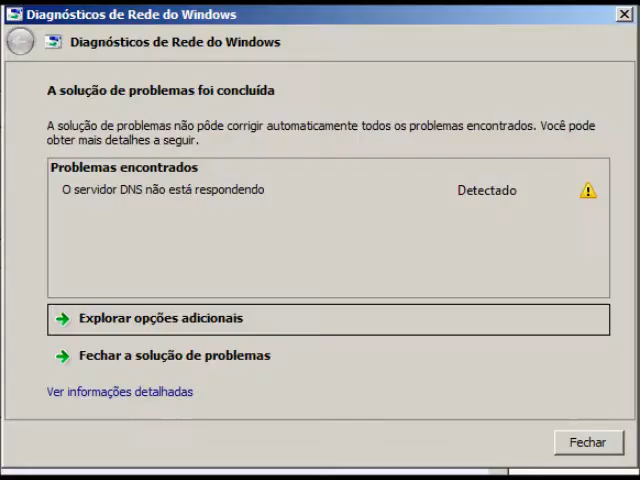 Diagnósticos de Rede do Windows
Diagnósticos de Rede do Windows
A solução de problemas foi concluída
A solução de problemas não pôde corrigir automaticamente todos os problemas encontrados. Você pode
obter mais detalhes a seguir.
Problemas encontrados
O servidor DNS não está respondendo Detectado
Explorar opções adicionais
Fechar a solução de problemas
Ver informações detalhadas
Fechar